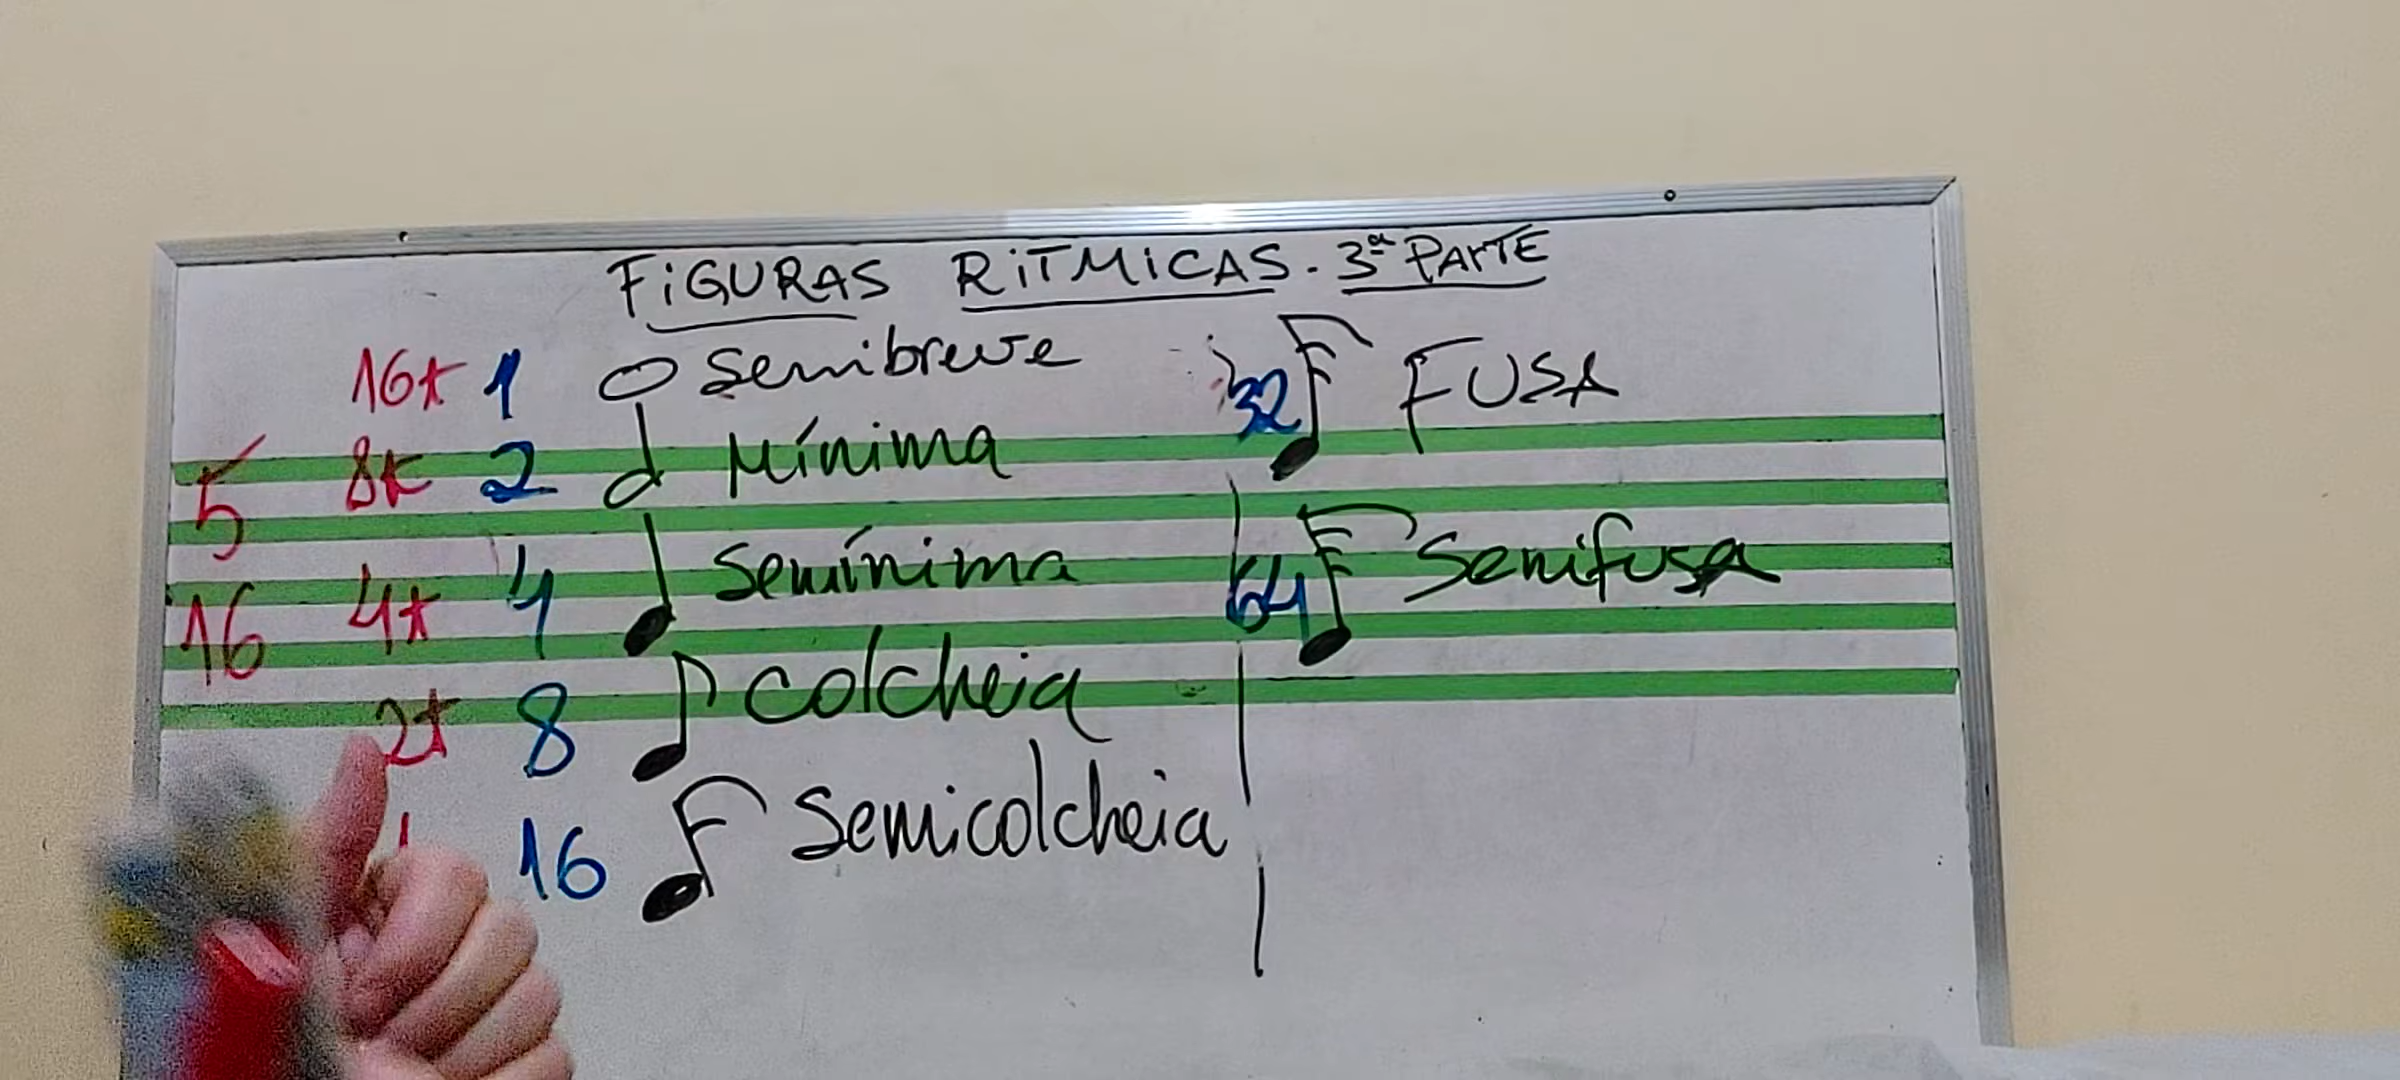 FiGURAS RiTMiCAS. 3ª PArTE
16t 1 semibreve
8t 2 Mínima
5
16
4t 4 Semínima
2t 8 colcheia
16 Semicolcheia
32 FUSA
64 Semifusa